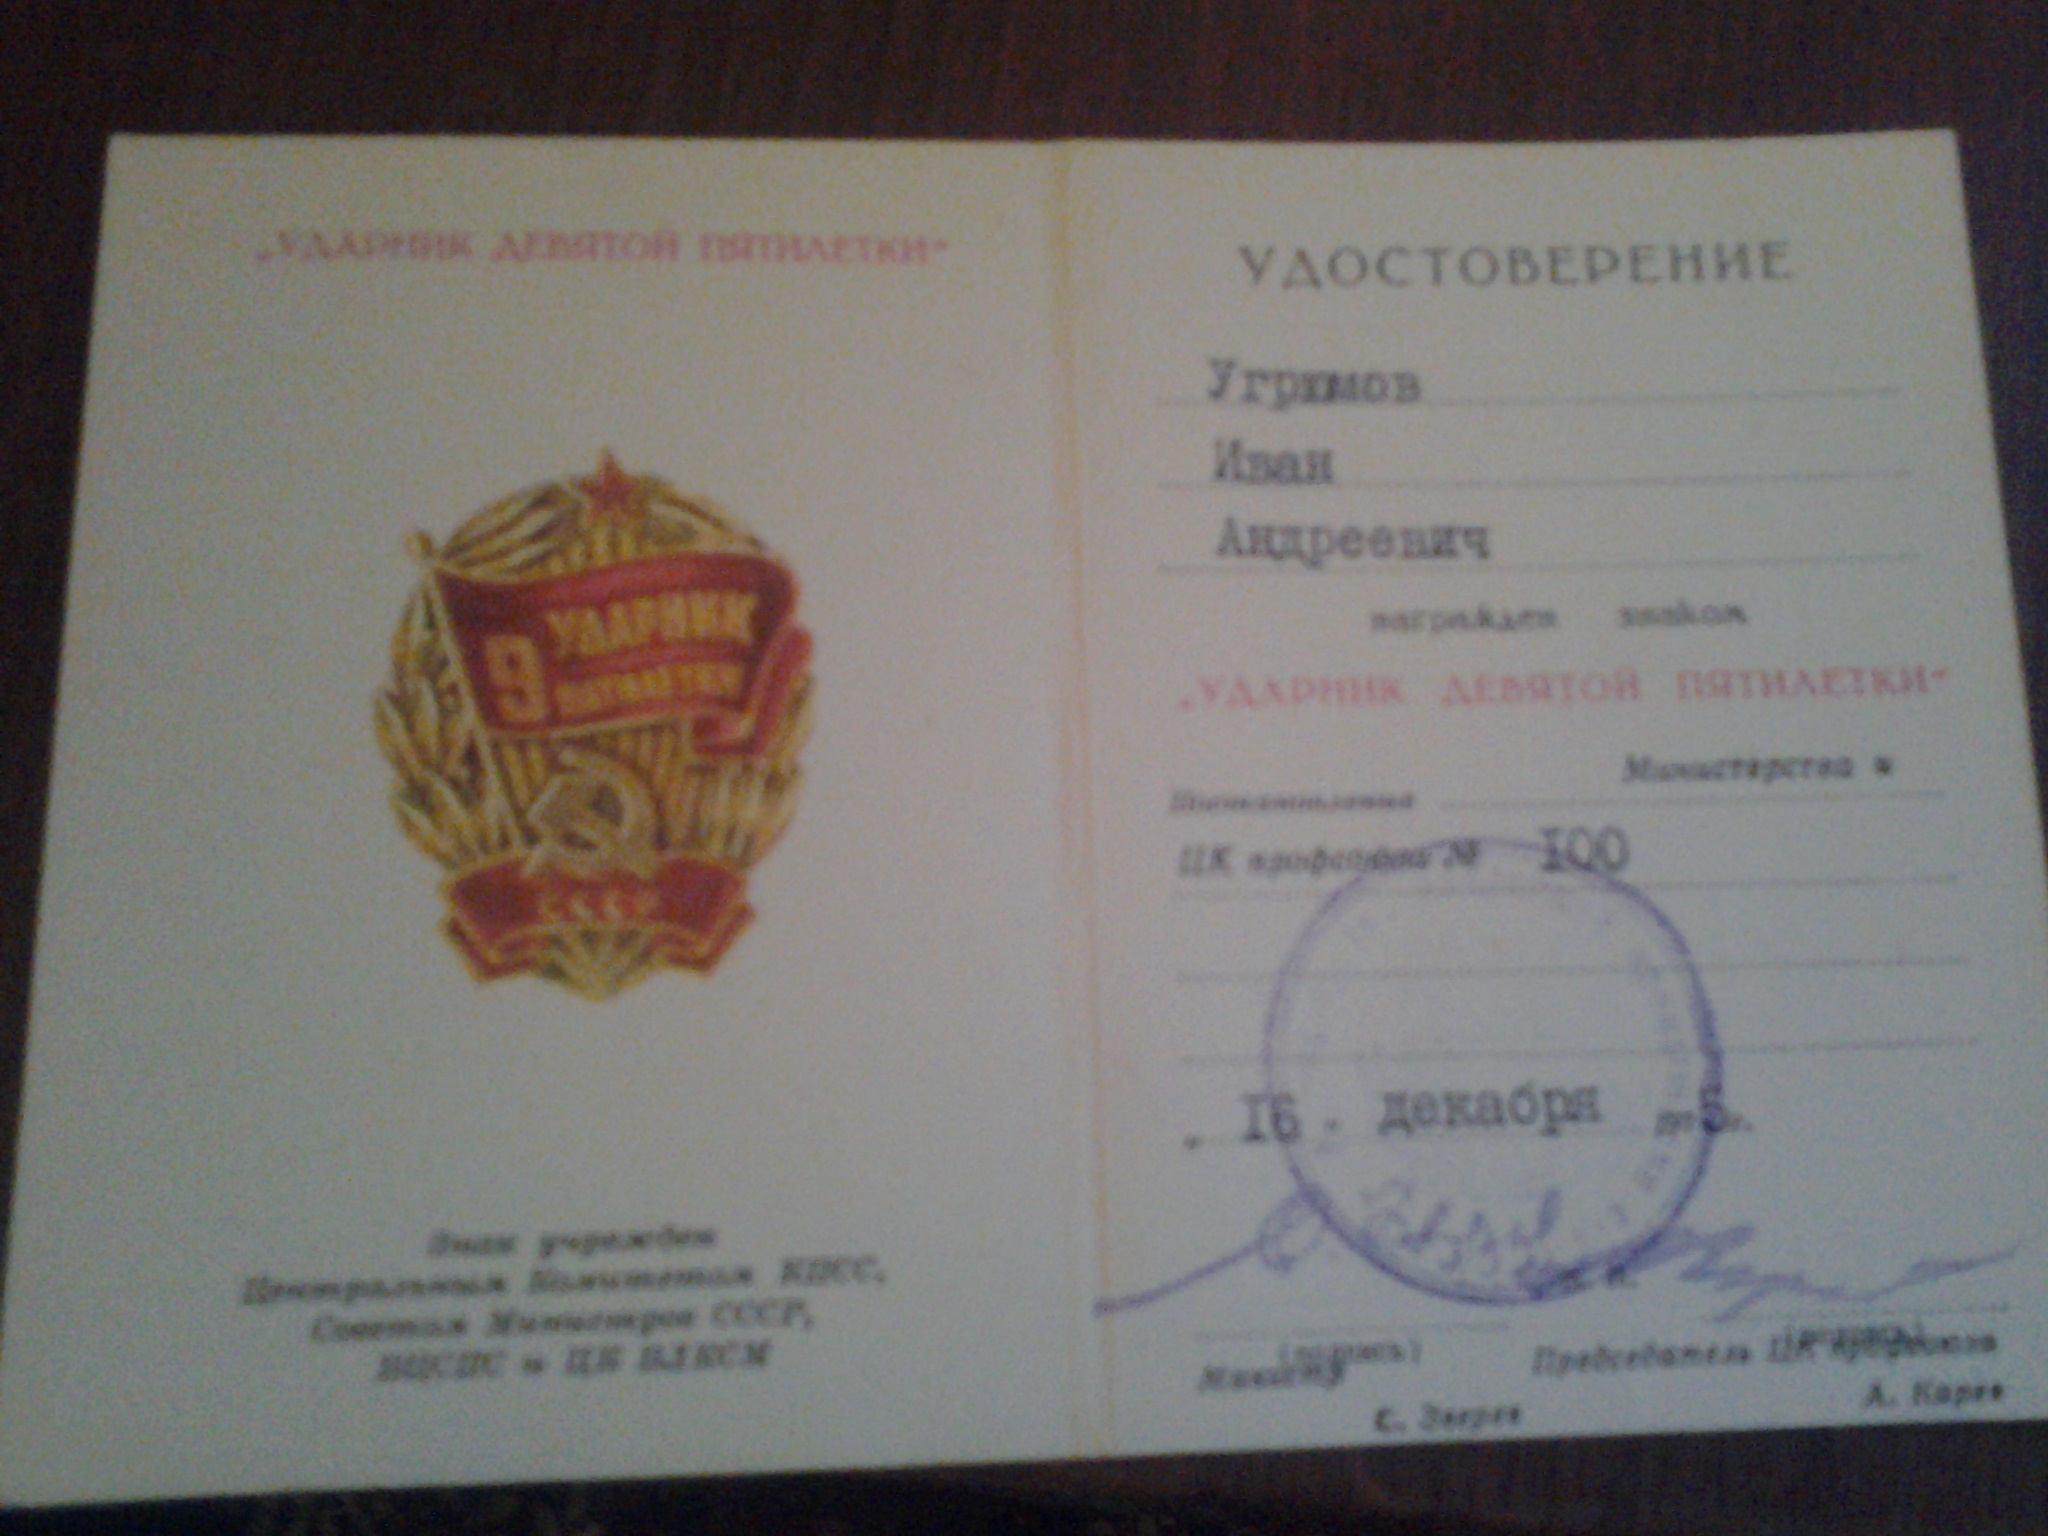 „УДАРНИК ДЕВЯТОЙ ПЯТИЛЕТКИ“
9 УДАРНИК
ПЯТИЛЕТКИ
СССР
Знак учрежден
Центральным Комитетом КПСС,
Советом Министров СССР,
ВЦСПС и ЦК ВЛКСМ
УДОСТОВЕРЕНИЕ
Угримов
Иван
Андреевич
награжден знаком
„УДАРНИК ДЕВЯТОЙ ПЯТИЛЕТКИ“
Министерства и
Постановлением
ЦК профсоюза № 100
„ 16 . декабря 5 г.
(подпись) (подпись)
Министр Председатель ЦК профсоюза
С. Зверев А. Карев